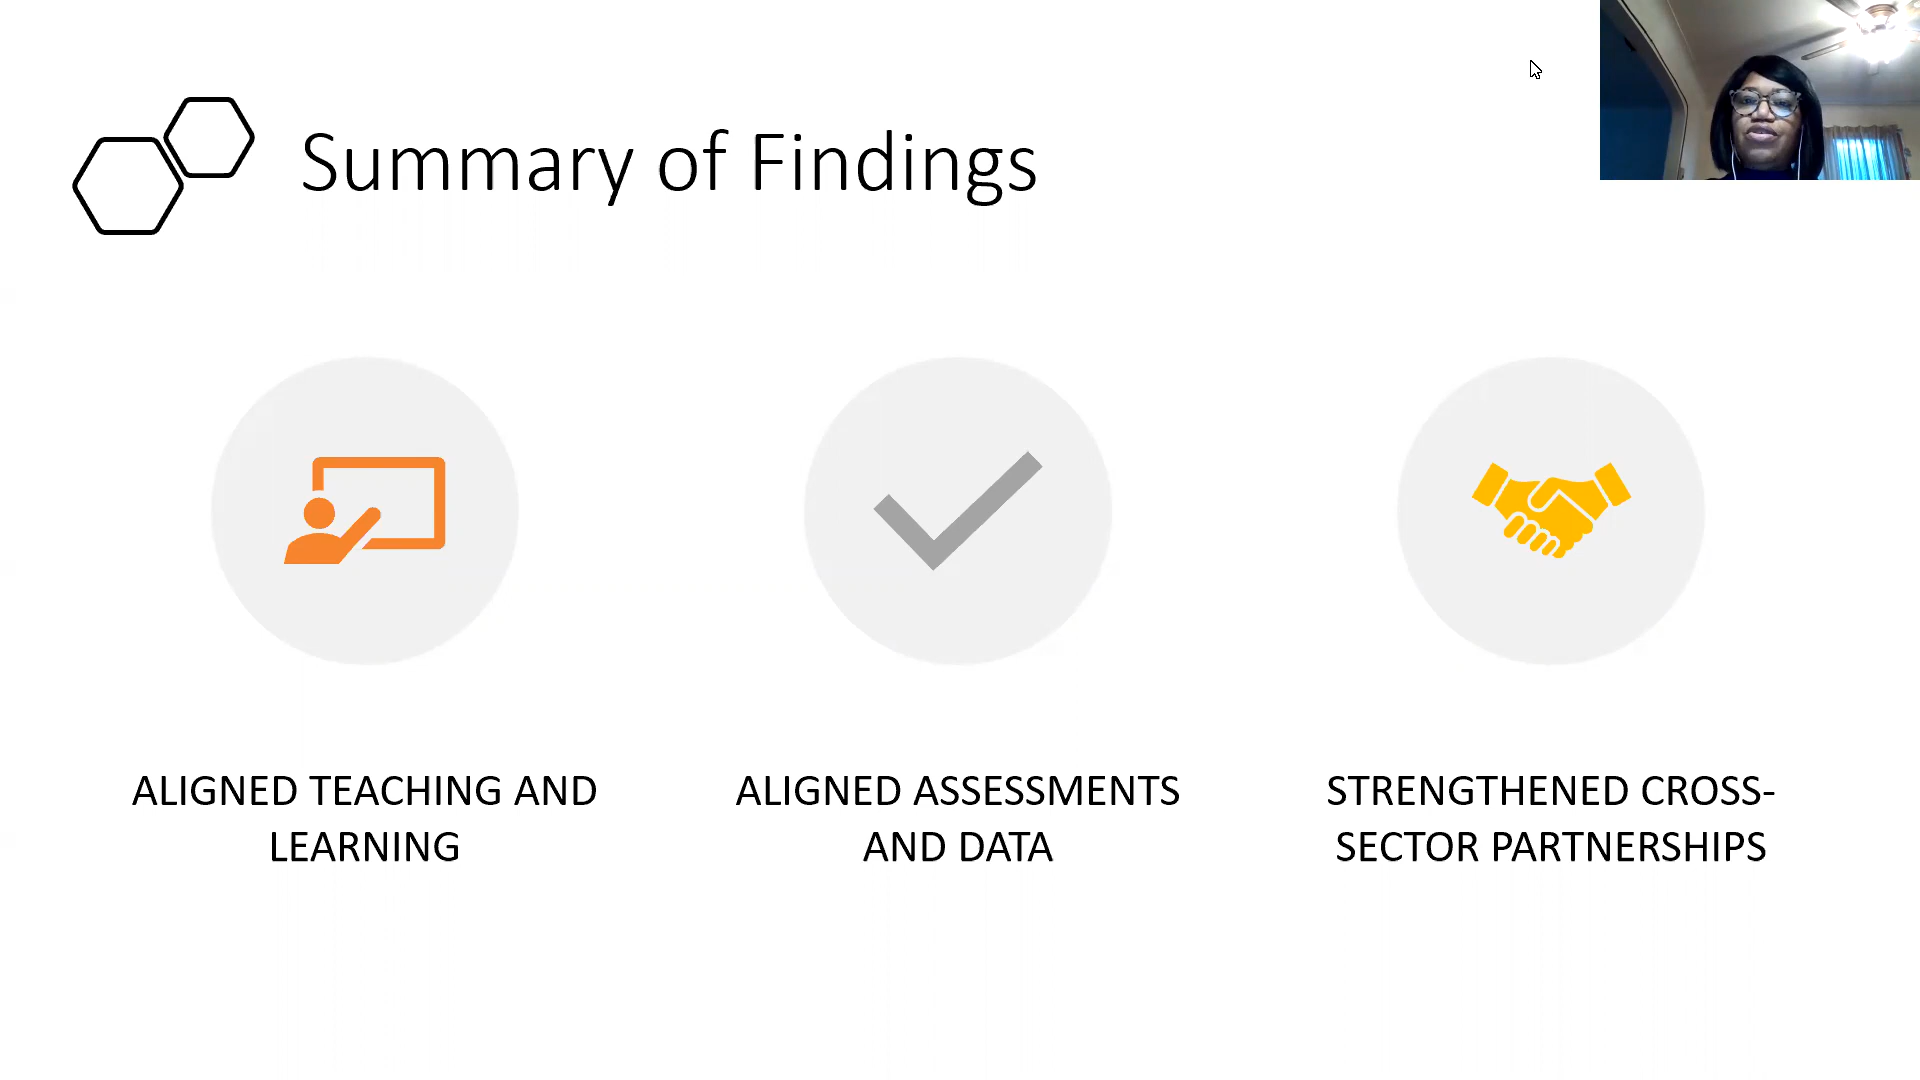 Summary of Findings
ALIGNED TEACHING AND
LEARNING
ALIGNED ASSESSMENTS
AND DATA
STRENGTHENED CROSS-
SECTOR PARTNERSHIPS